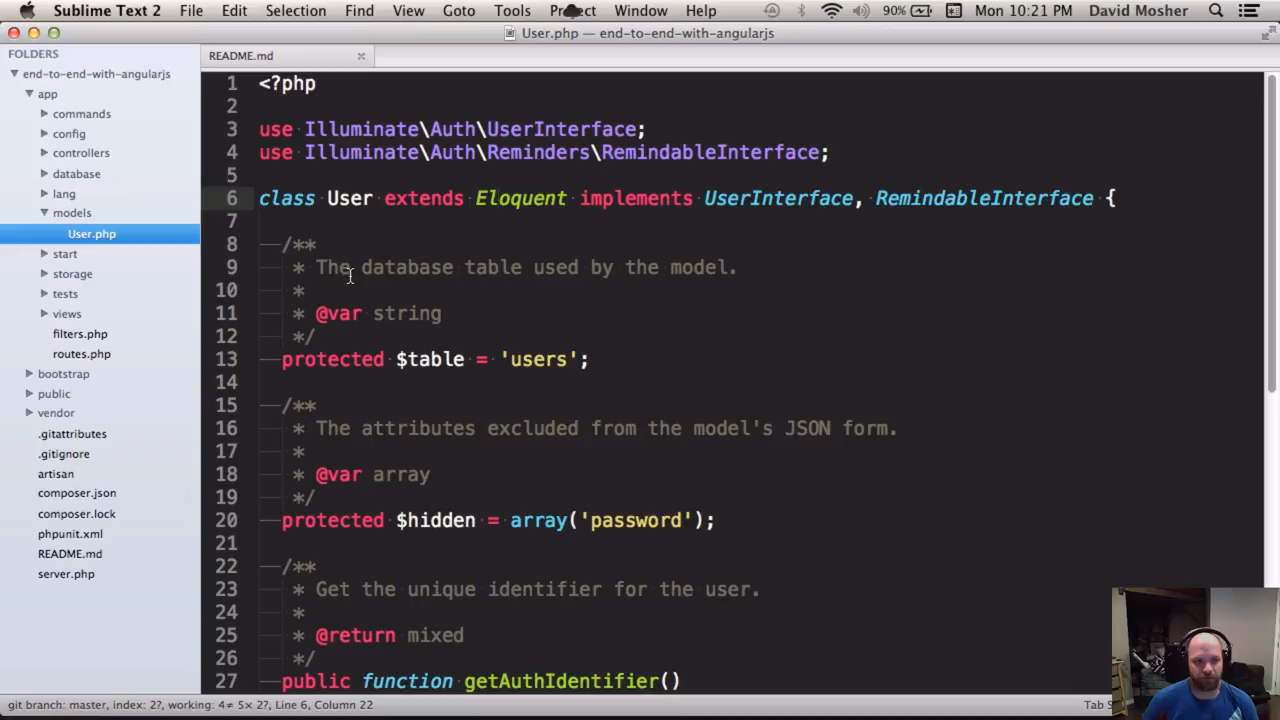 Sublime Text 2 File Edit Selection Find View Goto Tools Project Window Help 90% Mon 10:21 PM David Mosher
User.php — end-to-end-with-angularjs
FOLDERS
end-to-end-with-angularjs
app
commands
config
controllers
database
lang
models
User.php
start
storage
tests
views
filters.php
routes.php
bootstrap
public
vendor
.gitattributes
.gitignore
artisan
composer.json
composer.lock
phpunit.xml
README.md
server.php
README.md
1 <?php
2
3 use Illuminate\Auth\UserInterface;
4 use Illuminate\Auth\Reminders\RemindableInterface;
5
6 class User extends Eloquent implements UserInterface, RemindableInterface {
7
8 /**
9 * The database table used by the model.
10 *
11 * @var string
12 */
13 protected $table = 'users';
14
15 /**
16 * The attributes excluded from the model's JSON form.
17 *
18 * @var array
19 */
20 protected $hidden = array('password');
21
22 /**
23 * Get the unique identifier for the user.
24 *
25 * @return mixed
26 */
27 public function getAuthIdentifier()
git branch: master, index: 2?, working: 4≠ 5× 2?, Line 6, Column 22 Tab S